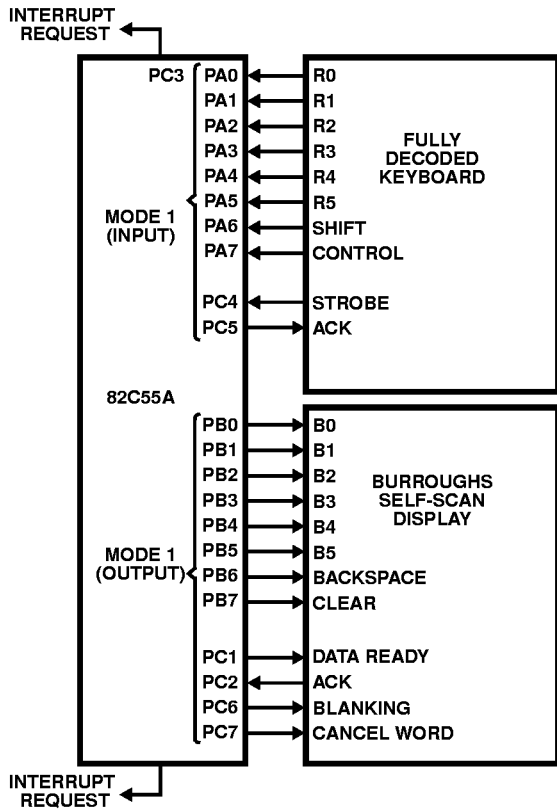 INTERRUPT
REQUEST
PC3 PA0 R0
PA1 R1
PA2 R2
PA3 R3
PA4 R4
PA5 R5
PA6 SHIFT
PA7 CONTROL
MODE 1
(INPUT)
FULLY
DECODED
KEYBOARD
PC4 STROBE
PC5 ACK
82C55A
PB0 B0
PB1 B1
PB2 B2
PB3 B3
PB4 B4
PB5 B5
PB6 BACKSPACE
PB7 CLEAR
MODE 1
(OUTPUT)
BURROUGHS
SELF-SCAN
DISPLAY
PC1 DATA READY
PC2 ACK
PC6 BLANKING
PC7 CANCEL WORD
INTERRUPT
REQUEST